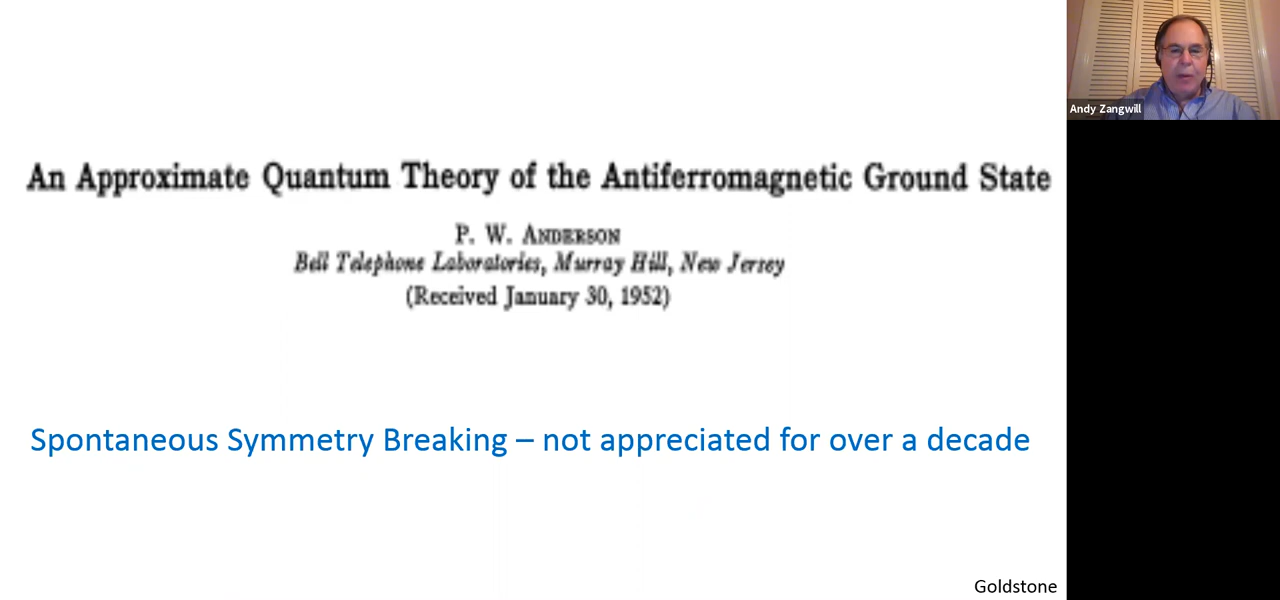 An Approximate Quantum Theory of the Antiferromagnetic Ground State
P. W. ANDERSON
Bell Telephone Laboratories, Murray Hill, New Jersey
(Received January 30, 1952)
Spontaneous Symmetry Breaking – not appreciated for over a decade
Goldstone
Andy Zangwill